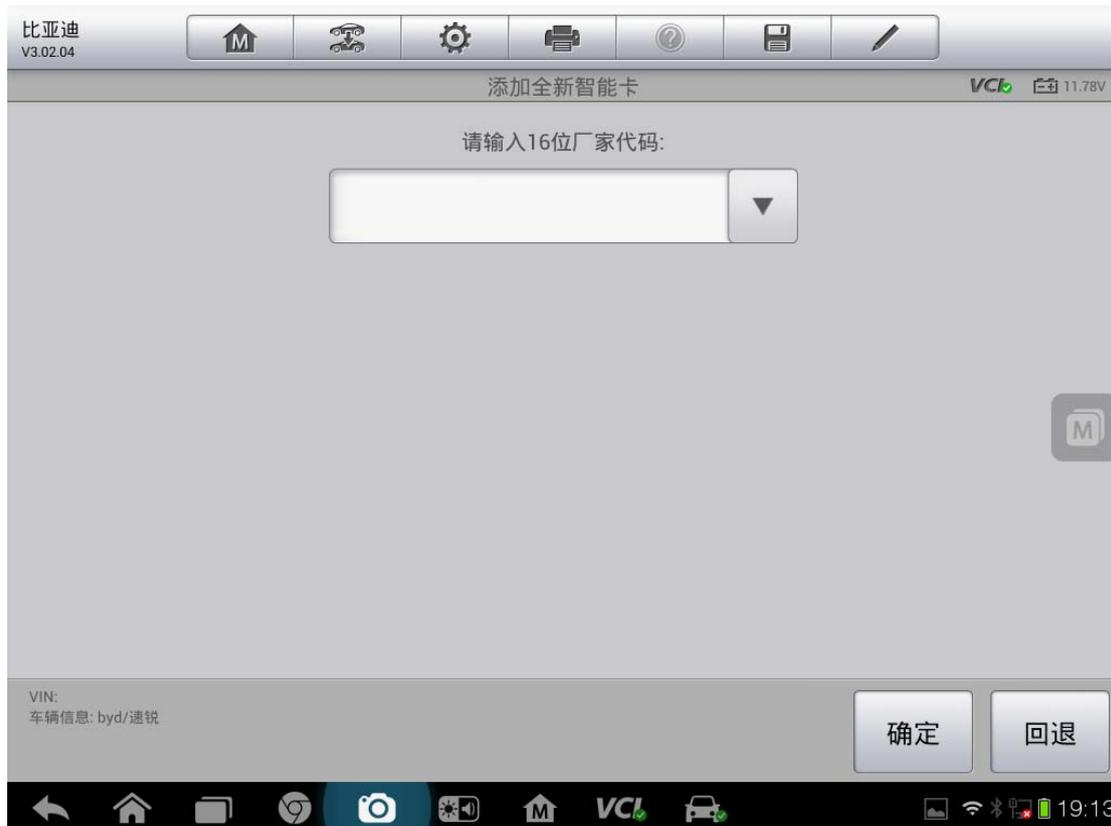 比亚迪
V3.02.04
M
添加全新智能卡
VCI
11.78V
请输入16位厂家代码:
M
VIN:
车辆信息: byd/速锐
确定
回退
M
VCI
19:13